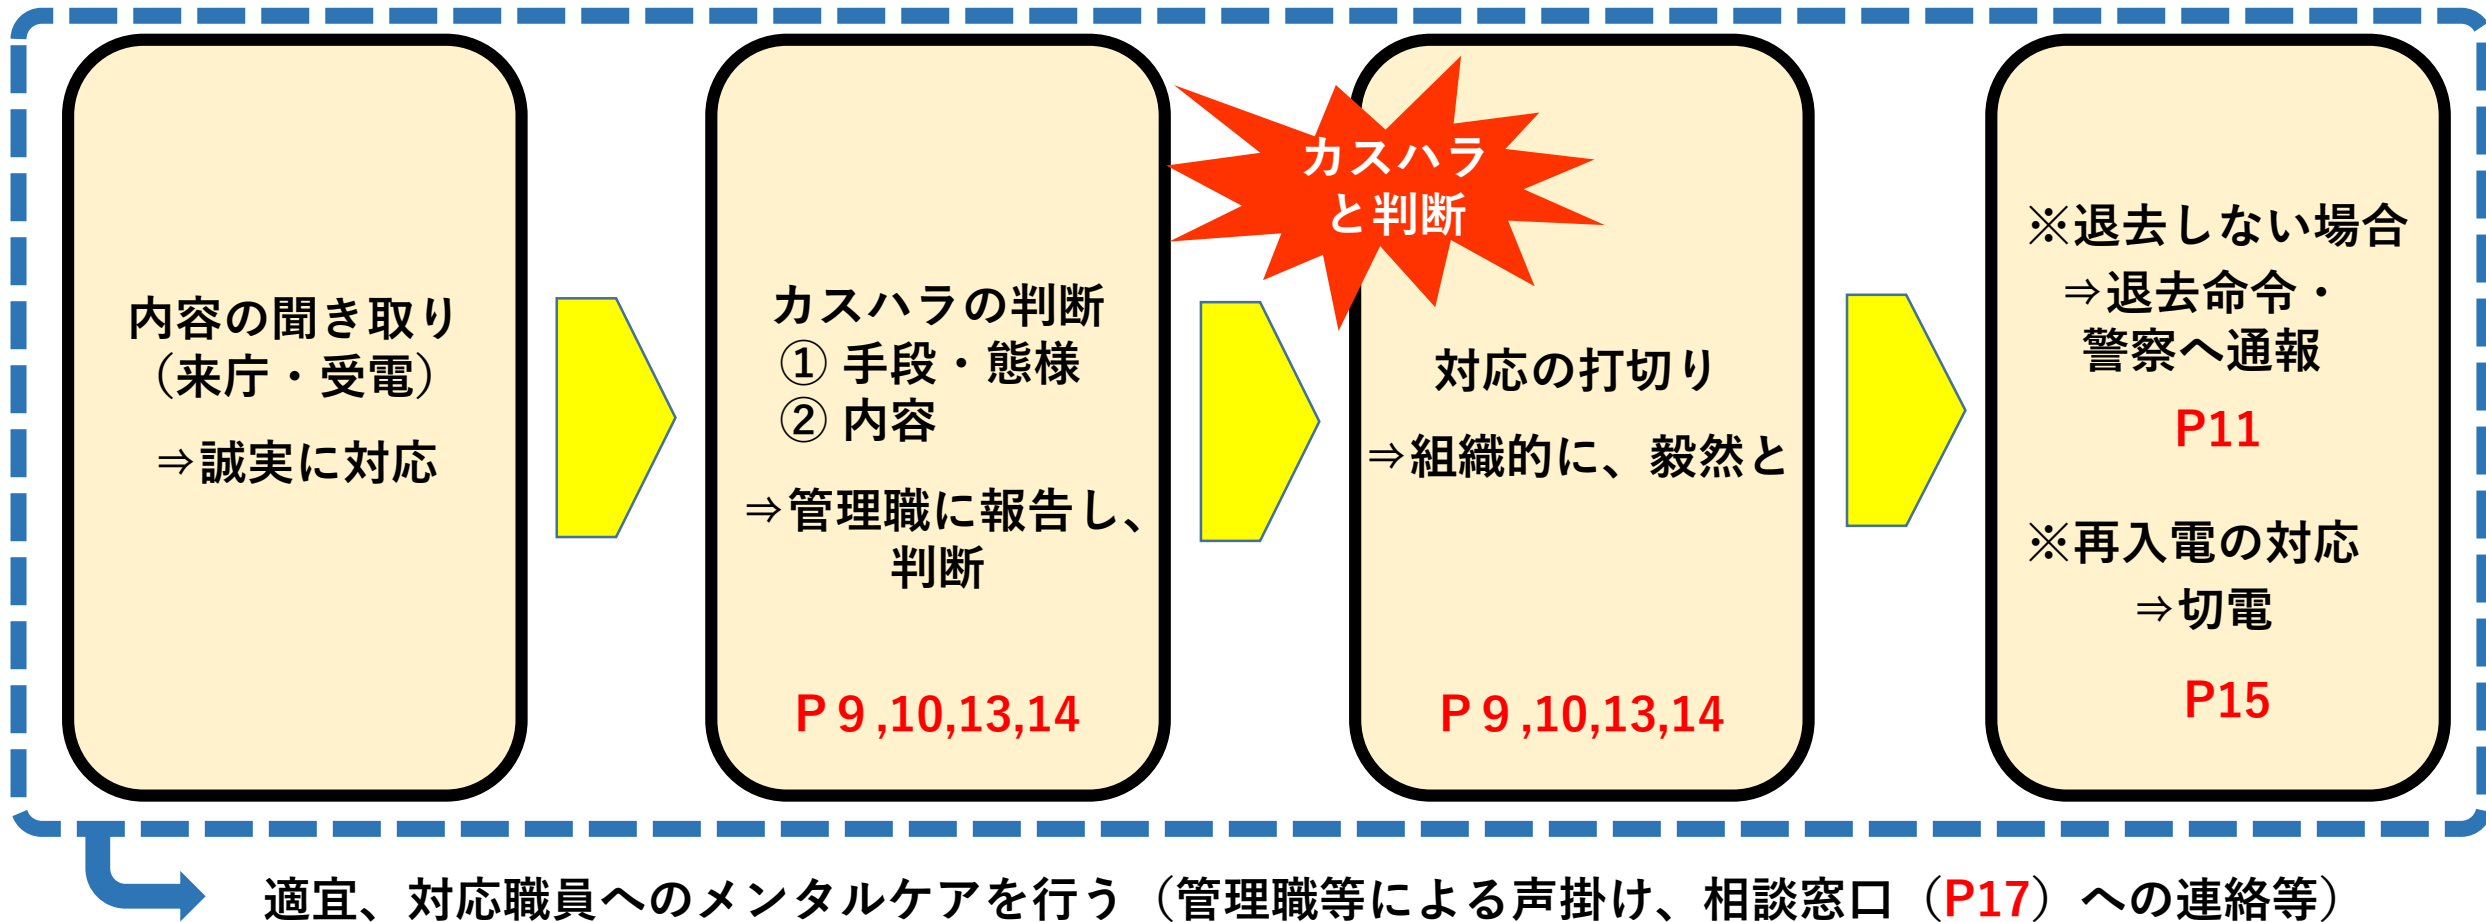 内容の聞き取り
（来庁・受電）
⇒誠実に対応
カスハラの判断
① 手段・態様
② 内容
⇒管理職に報告し、
判断
Ｐ９,10,13,14
カスハラ
と判断
対応の打切り
⇒組織的に、毅然と
Ｐ９,10,13,14
※退去しない場合
⇒退去命令・
警察へ通報
P11
※再入電の対応
⇒切電
P15
適宜、対応職員へのメンタルケアを行う（管理職等による声掛け、相談窓口（P17）への連絡等）